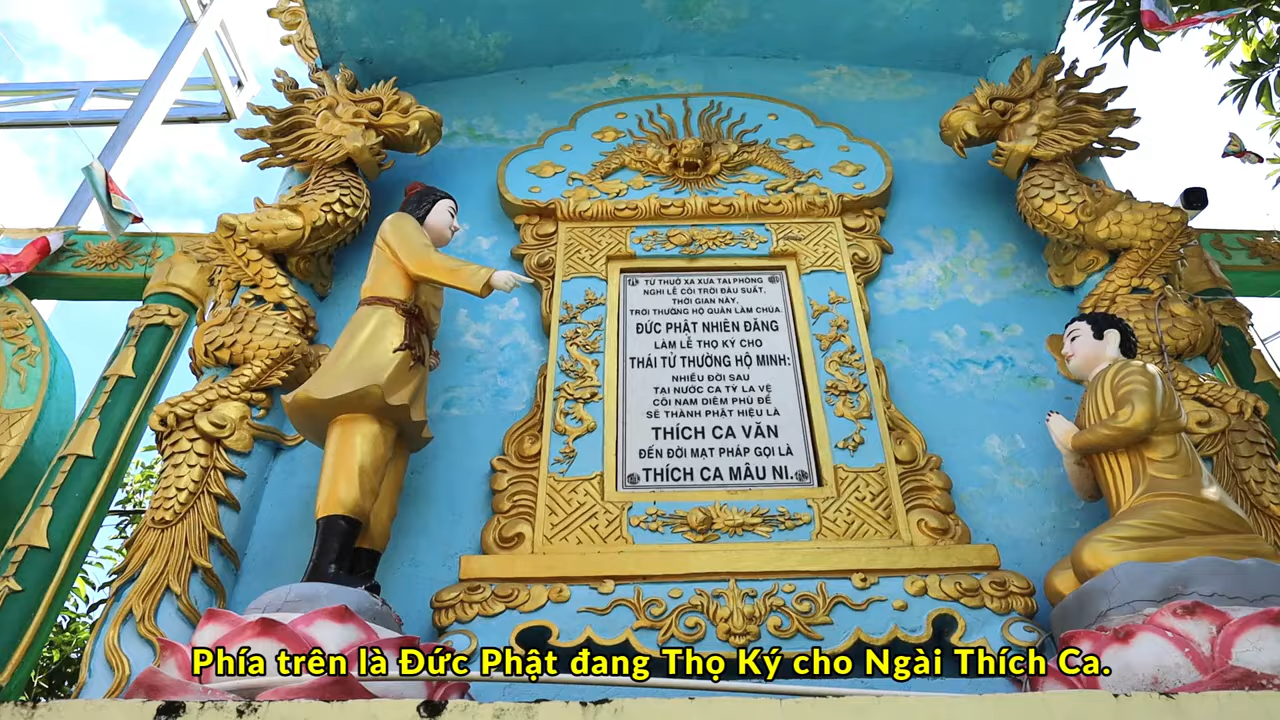 TỪ THUỞ XA XƯA TẠI PHÒNG
NGHI LỄ CÕI TRỜI ĐÂU SUẤT,
THỜI GIAN NÀY,
TRỜI THƯỜNG HỘ QUÂN LÀM CHÚA.
ĐỨC PHẬT NHIÊN ĐĂNG
LÀM LỄ THỌ KÝ CHO
THÁI TỬ THƯỜNG HỘ MINH:
NHIỀU ĐỜI SAU
TẠI NƯỚC CA TỲ LA VỆ
CÕI NAM DIÊM PHÙ ĐỀ
SẼ THÀNH PHẬT HIỆU LÀ
THÍCH CA VĂN
ĐẾN ĐỜI MẠT PHÁP GỌI LÀ
THÍCH CA MÂU NI.
Phía trên là Đức Phật đang Thọ Ký cho Ngài Thích Ca.